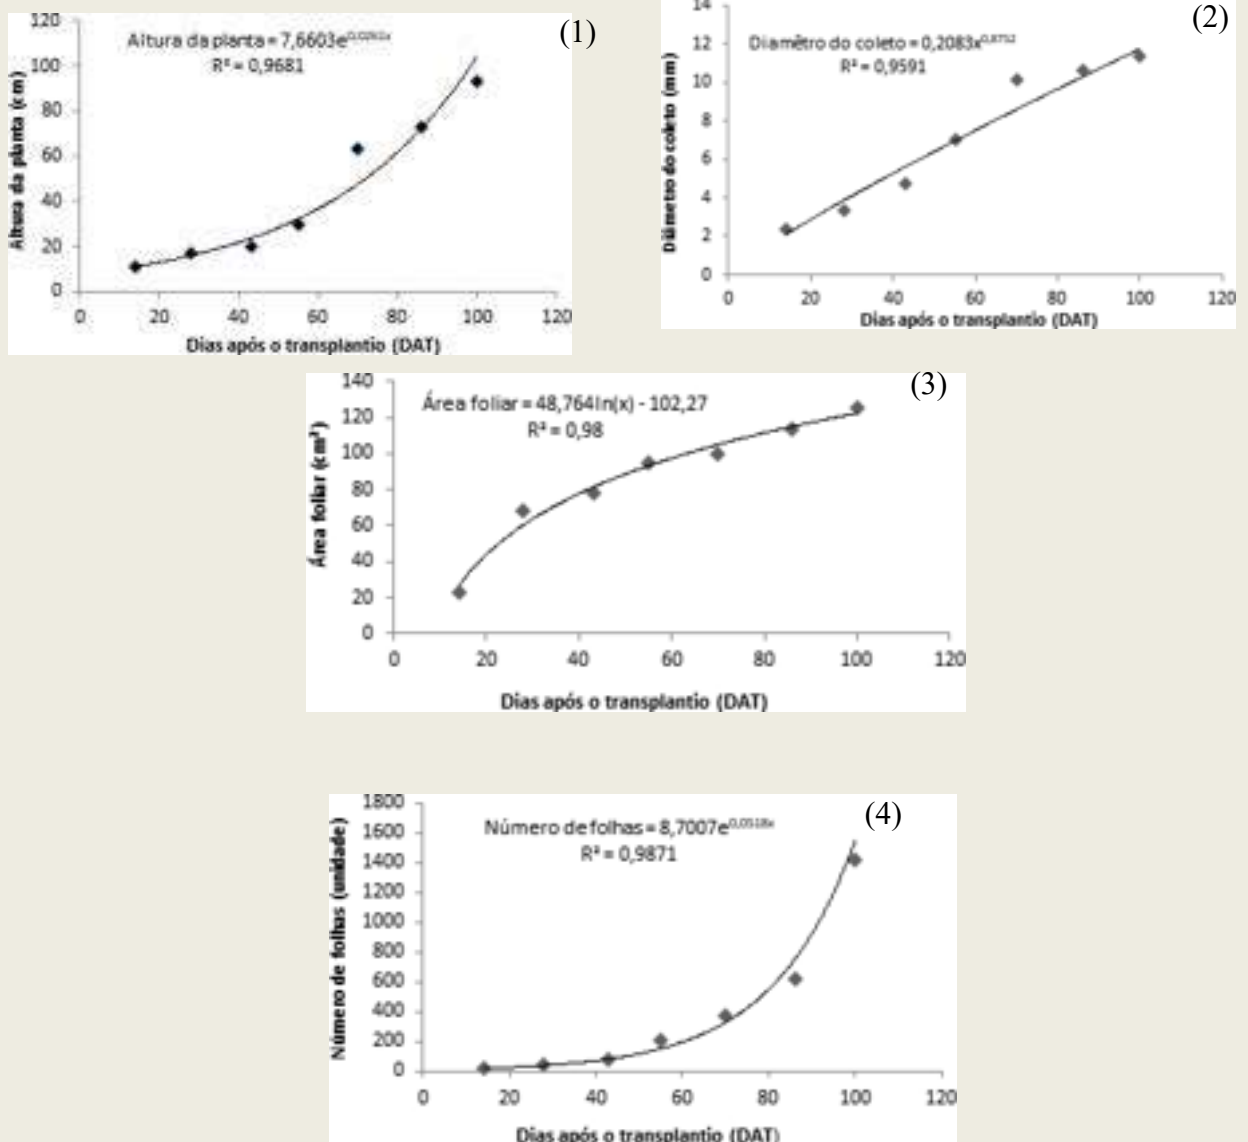 (1)
Altura da planta = 7,6603e^0,0261x
R² = 0,9681
Altura da planta (cm)
120
100
80
60
40
20
0
0 20 40 60 80 100 120
Dias após o transplantio (DAT)
(2)
Diamêtro do coleto = 0,2083x^0,8752
R² = 0,9591
Diâmetro do coleto (mm)
14
12
10
8
6
4
2
0
0 20 40 60 80 100 120
Dias após o transplantio (DAT)
(3)
Área foliar = 48,764ln(x) - 102,27
R² = 0,98
Área foliar (cm²)
140
120
100
80
60
40
20
0
0 20 40 60 80 100 120
Dias após o transplantio (DAT)
(4)
Número de folhas = 8,7007e^0,0518x
R² = 0,9871
Número de folhas (unidade)
1800
1600
1400
1200
1000
800
600
400
200
0
0 20 40 60 80 100 120
Dias após o transplantio (DAT)